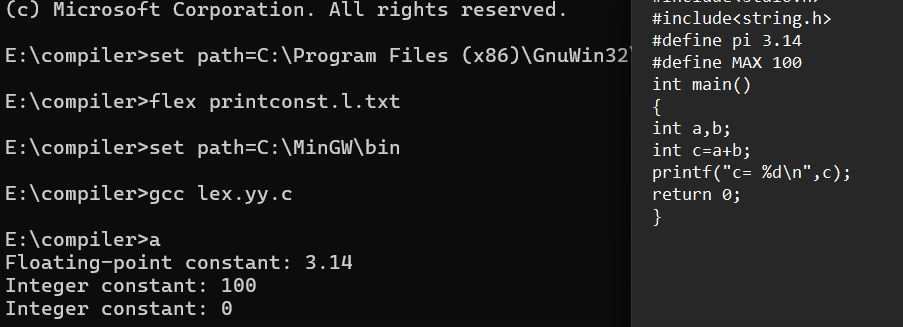 (c) Microsoft Corporation. All rights reserved.
E:\compiler>set path=C:\Program Files (x86)\GnuWin32\
E:\compiler>flex printconst.l.txt
E:\compiler>set path=C:\MinGW\bin
E:\compiler>gcc lex.yy.c
E:\compiler>a
Floating-point constant: 3.14
Integer constant: 100
Integer constant: 0
#include<stdio.h>
#include<string.h>
#define pi 3.14
#define MAX 100
int main()
{
int a,b;
int c=a+b;
printf("c= %d\n",c);
return 0;
}